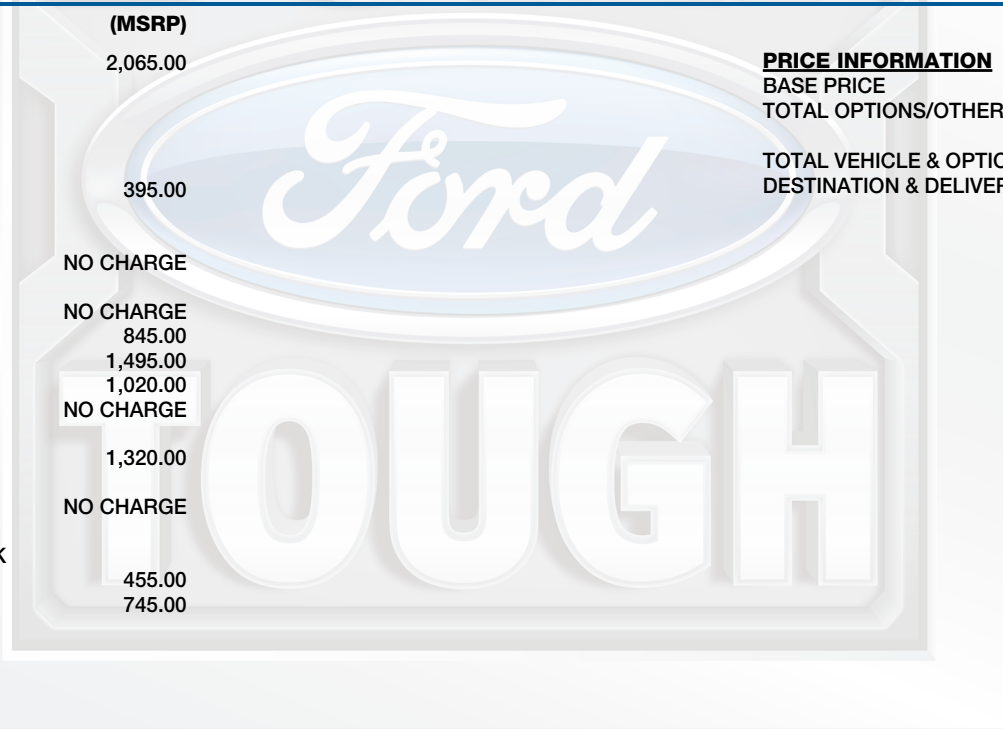 (MSRP)
2,065.00
395.00
NO CHARGE
NO CHARGE
845.00
1,495.00
1,020.00
NO CHARGE
1,320.00
NO CHARGE
455.00
745.00
PRICE INFORMATION
BASE PRICE
TOTAL OPTIONS/OTHER
TOTAL VEHICLE & OPTIO
DESTINATION & DELIVER
Ford
TOUGH